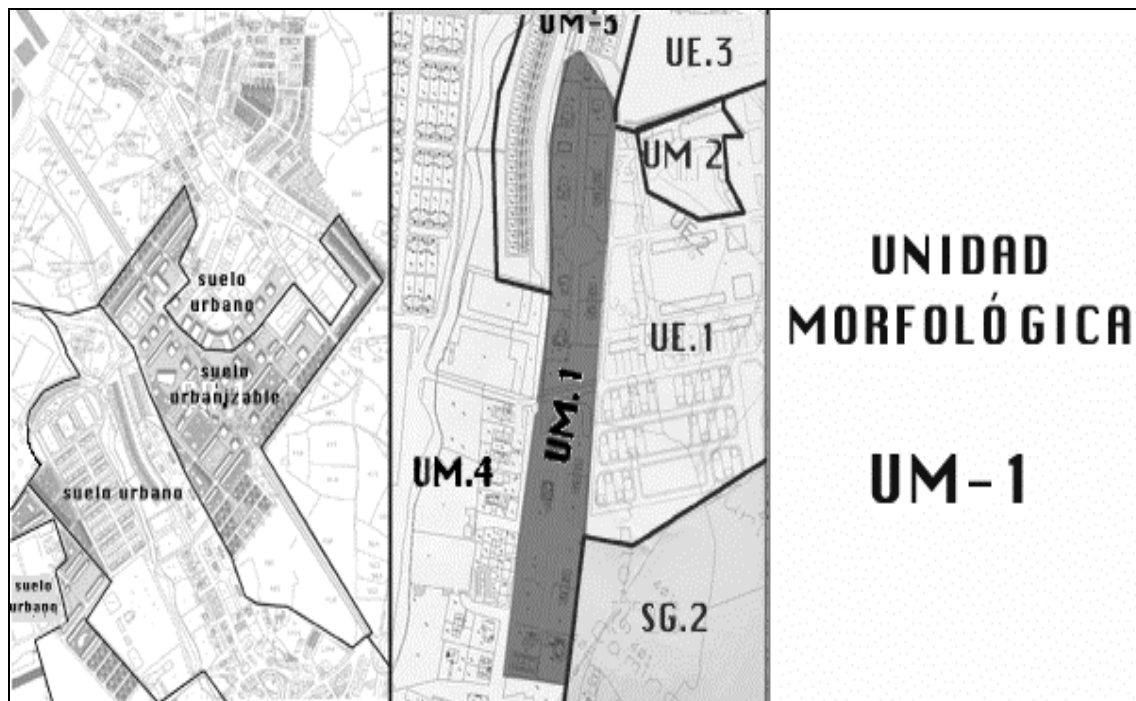 suelo
urbano
suelo
urbanizable
suelo urbano
suelo
urbano
UM-5
UE.3
UM 2
UE.2
UE.1
UM.1
UM.4
SG.2
UNIDAD
MORFOLÓGICA
UM-1